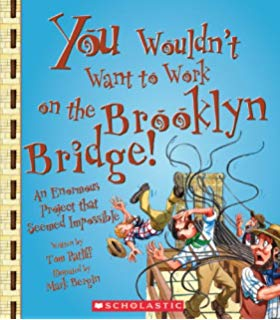 You Wouldn't
Want to Work
on the Brooklyn
Bridge!
An Enormous
Project that
Seemed Impossible
Written by
Tom Ratliff
Illustrated by
Mark Bergin
SCHOLASTIC